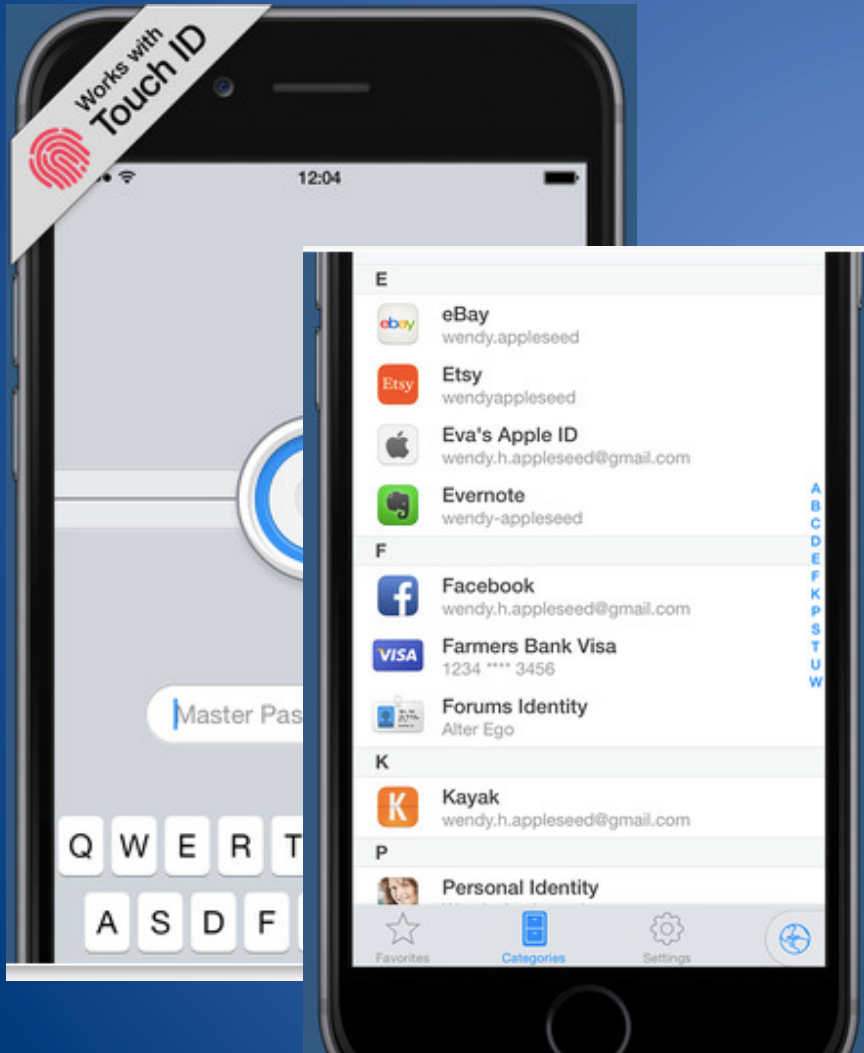 Works with
Touch ID
12:04
Master Pas
Q W E R T
A S D F
E
ebay
eBay
wendy.appleseed
Etsy
Etsy
wendyappleseed
Eva's Apple ID
wendy.h.appleseed@gmail.com
Evernote
wendy-appleseed
F
f
Facebook
wendy.h.appleseed@gmail.com
VISA
Farmers Bank Visa
1234 **** 3456
Forums Identity
Alter Ego
K
K
Kayak
wendy.h.appleseed@gmail.com
P
Personal Identity
A
B
C
D
E
F
K
P
S
T
U
W
Favorites
Categories
Settings